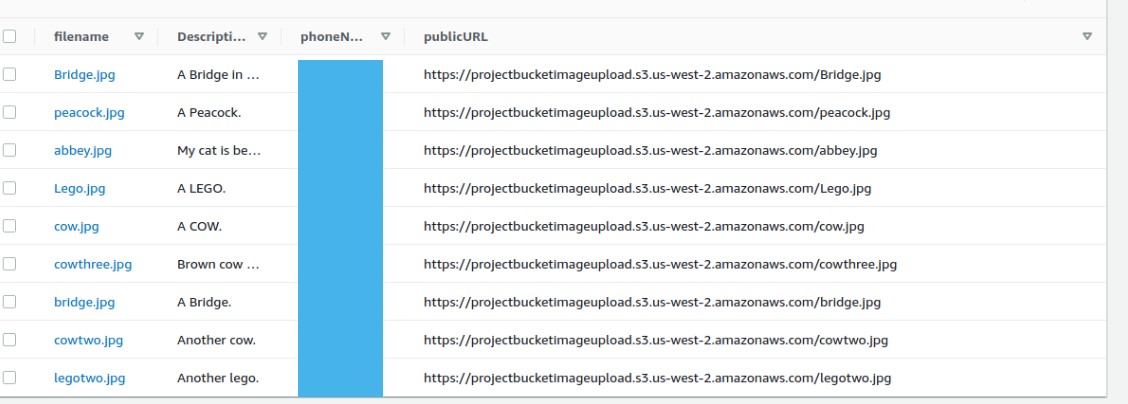 filename Descripti... phoneN... publicURL
Bridge.jpg A Bridge in ... https://projectbucketimageupload.s3.us-west-2.amazonaws.com/Bridge.jpg
peacock.jpg A Peacock. https://projectbucketimageupload.s3.us-west-2.amazonaws.com/peacock.jpg
abbey.jpg My cat is be... https://projectbucketimageupload.s3.us-west-2.amazonaws.com/abbey.jpg
Lego.jpg A LEGO. https://projectbucketimageupload.s3.us-west-2.amazonaws.com/Lego.jpg
cow.jpg A COW. https://projectbucketimageupload.s3.us-west-2.amazonaws.com/cow.jpg
cowthree.jpg Brown cow ... https://projectbucketimageupload.s3.us-west-2.amazonaws.com/cowthree.jpg
bridge.jpg A Bridge. https://projectbucketimageupload.s3.us-west-2.amazonaws.com/bridge.jpg
cowtwo.jpg Another cow. https://projectbucketimageupload.s3.us-west-2.amazonaws.com/cowtwo.jpg
legotwo.jpg Another lego. https://projectbucketimageupload.s3.us-west-2.amazonaws.com/legotwo.jpg